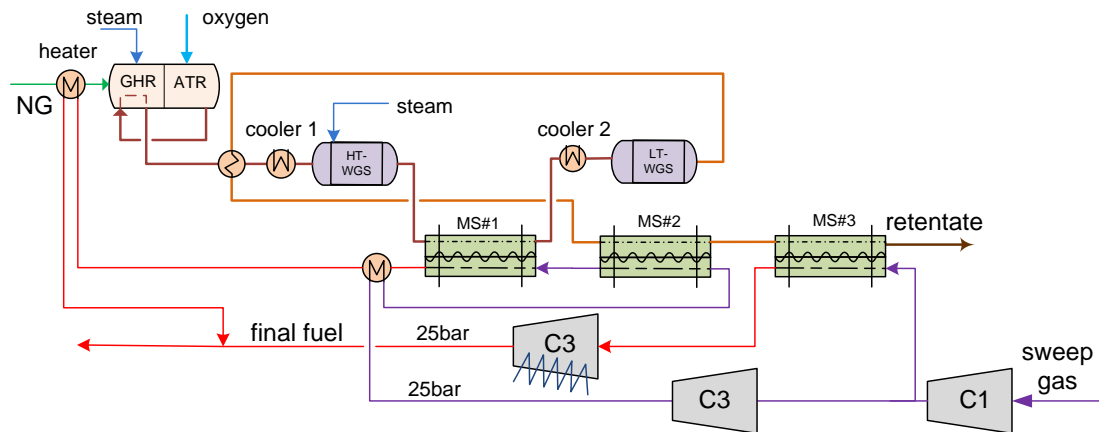 steam
oxygen
heater
GHR
ATR
NG
steam
cooler 1
cooler 2
HT-
WGS
LT-
WGS
MS#1
MS#2
MS#3
retentate
final fuel
25bar
C3
sweep
gas
25bar
C3
C1